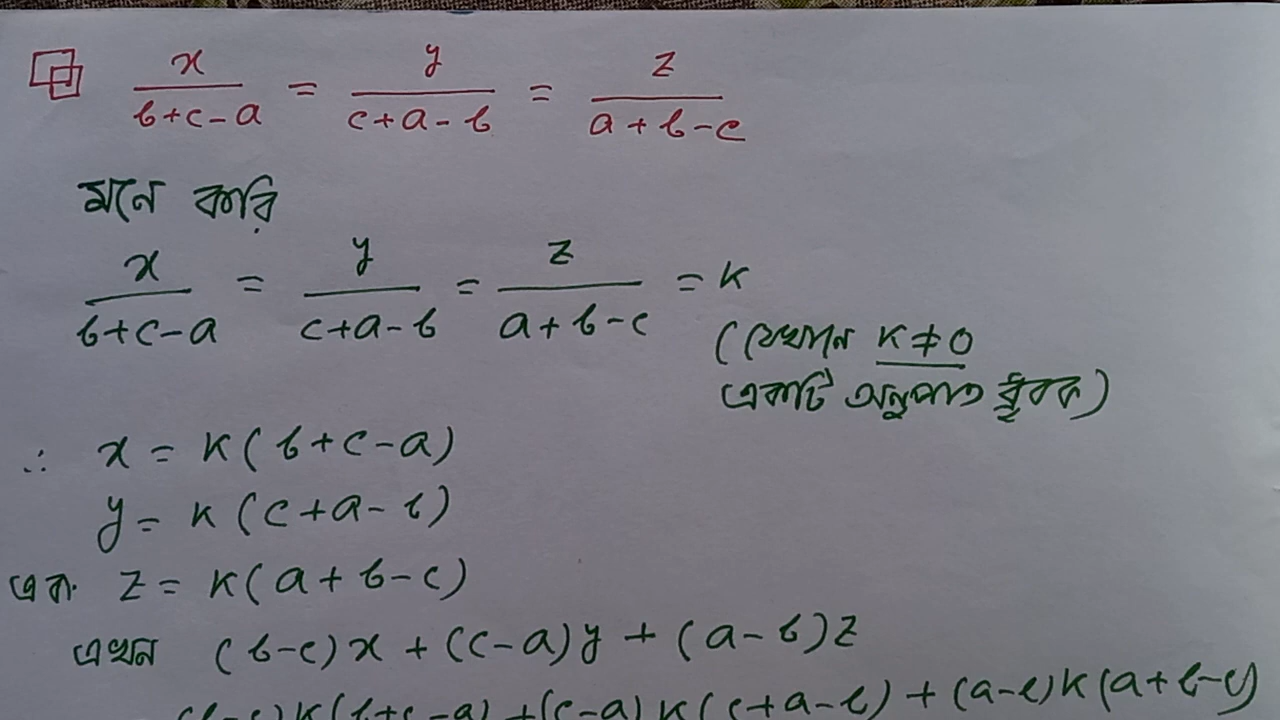 x/(b+c-a) = y/(c+a-b) = z/(a+b-c)
মনে করি
x/(b+c-a) = y/(c+a-b) = z/(a+b-c) = K
(যেখানে K≠0
একটি অনুপাত ধ্রুবক)
∴ x = K(b+c-a)
y = K(c+a-b)
এবং z = K(a+b-c)
এখন (b-c)x + (c-a)y + (a-b)z
(b-c)K(b+c-a) + (c-a)K(c+a-b) + (a-b)K(a+b-c)